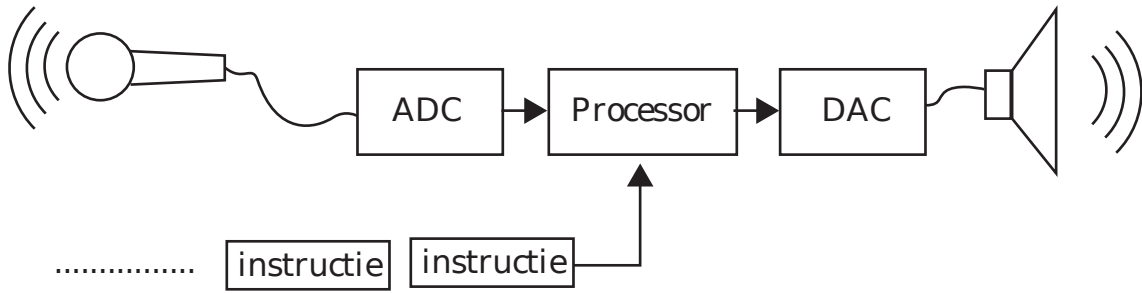 ADC
Processor
DAC
................ instructie instructie